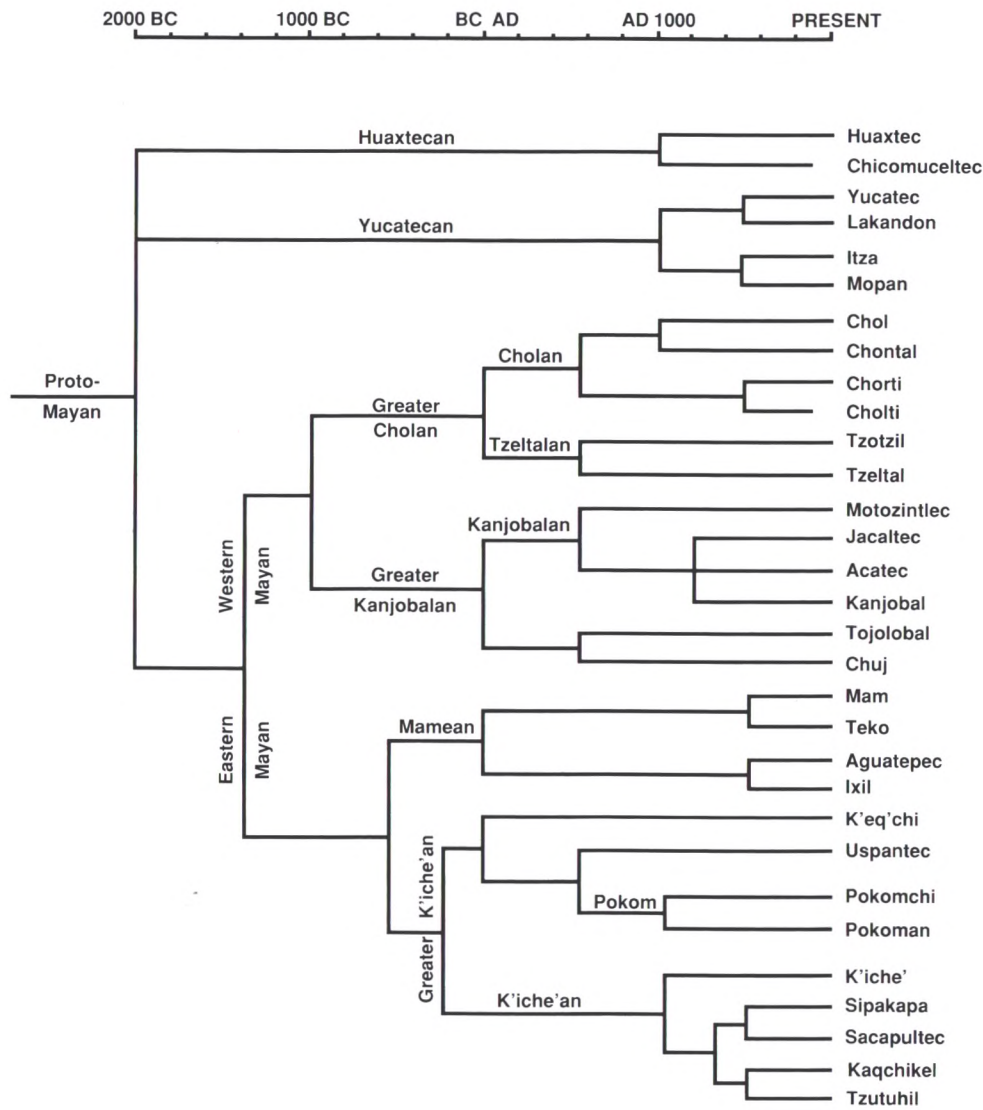 2000 BC 1000 BC BC AD AD 1000 PRESENT
Huaxtecan
Huaxtec
Chicomuceltec
Yucatecan
Yucatec
Lakandon
Itza
Mopan
Proto-
Mayan
Western
Mayan
Greater
Cholan
Cholan
Chol
Chontal
Chorti
Cholti
Tzeltalan
Tzotzil
Tzeltal
Greater
Kanjobalan
Kanjobalan
Motozintlec
Jacaltec
Acatec
Kanjobal
Tojolobal
Chuj
Eastern
Mayan
Mamean
Mam
Teko
Aguatepec
Ixil
Greater K'iche'an
K'eq'chi
Uspantec
Pokom
Pokomchi
Pokoman
K'iche'an
K'iche'
Sipakapa
Sacapultec
Kaqchikel
Tzutuhil